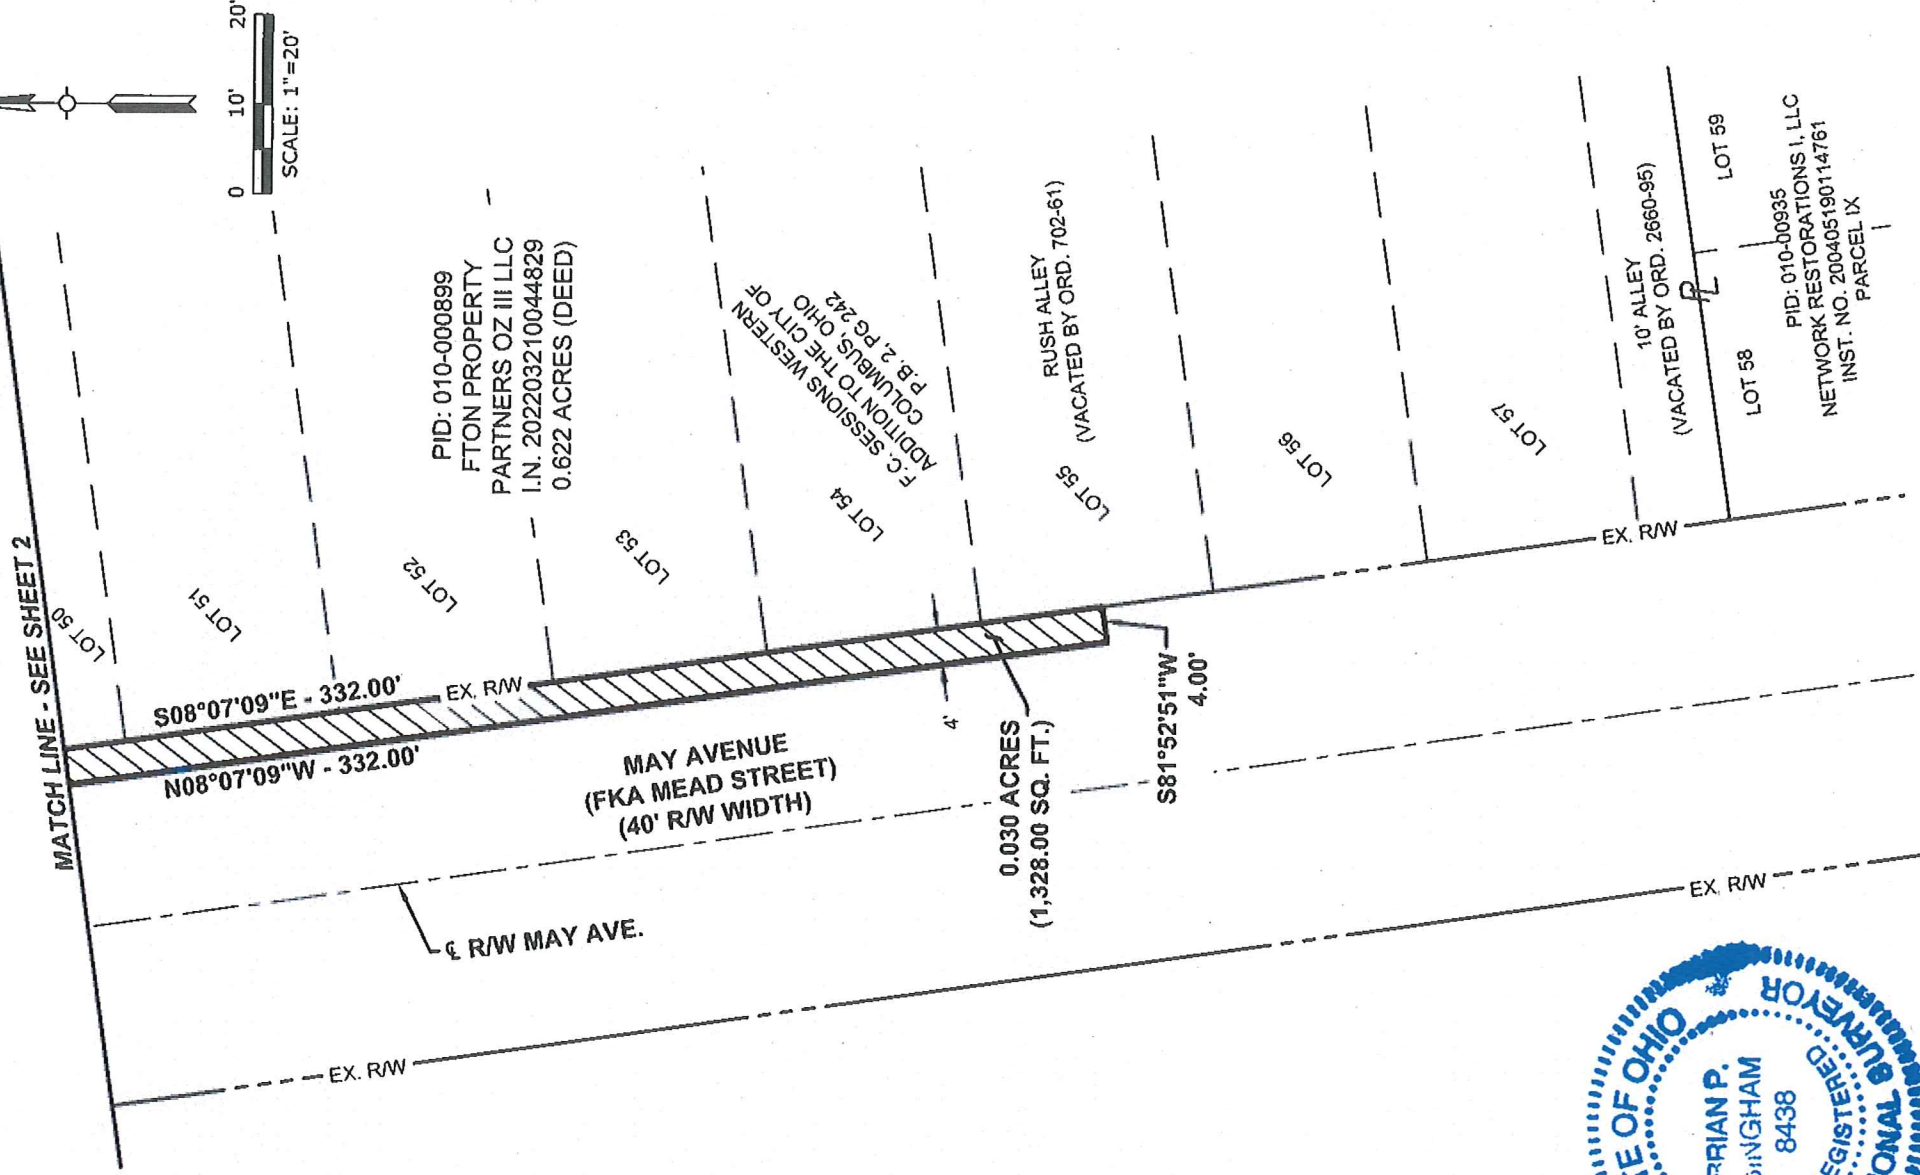 20'
10'
0
SCALE: 1"=20'
MATCH LINE - SEE SHEET 2
LOT 50
LOT 51
LOT 52
LOT 53
LOT 54
LOT 55
LOT 56
LOT 57
PID: 010-000899
FTON PROPERTY
PARTNERS OZ III LLC
I.N. 202203210044829
0.622 ACRES (DEED)
F.C. SESSIONS WESTERN
ADDITION TO THE CITY OF
COLUMBUS, OHIO
P.B. 2, PG 242
RUSH ALLEY
(VACATED BY ORD. 702-61)
10' ALLEY
(VACATED BY ORD. 2660-95)
PL
LOT 58
LOT 59
PID: 010-00935
NETWORK RESTORATIONS I, LLC
INST. NO. 200405190114761
PARCEL IX
S08°07'09"E - 332.00'
EX. R/W
N08°07'09"W - 332.00'
MAY AVENUE
(FKA MEAD STREET)
(40' R/W WIDTH)
4'
0.030 ACRES
(1,328.00 SQ. FT.)
S81°52'51"W
4.00'
EX. R/W
℄ R/W MAY AVE.
EX. R/W
EX. R/W
E OF OHIO
RIAN P.
INGHAM
8438
EGISTERED
ONAL SURVEYOR